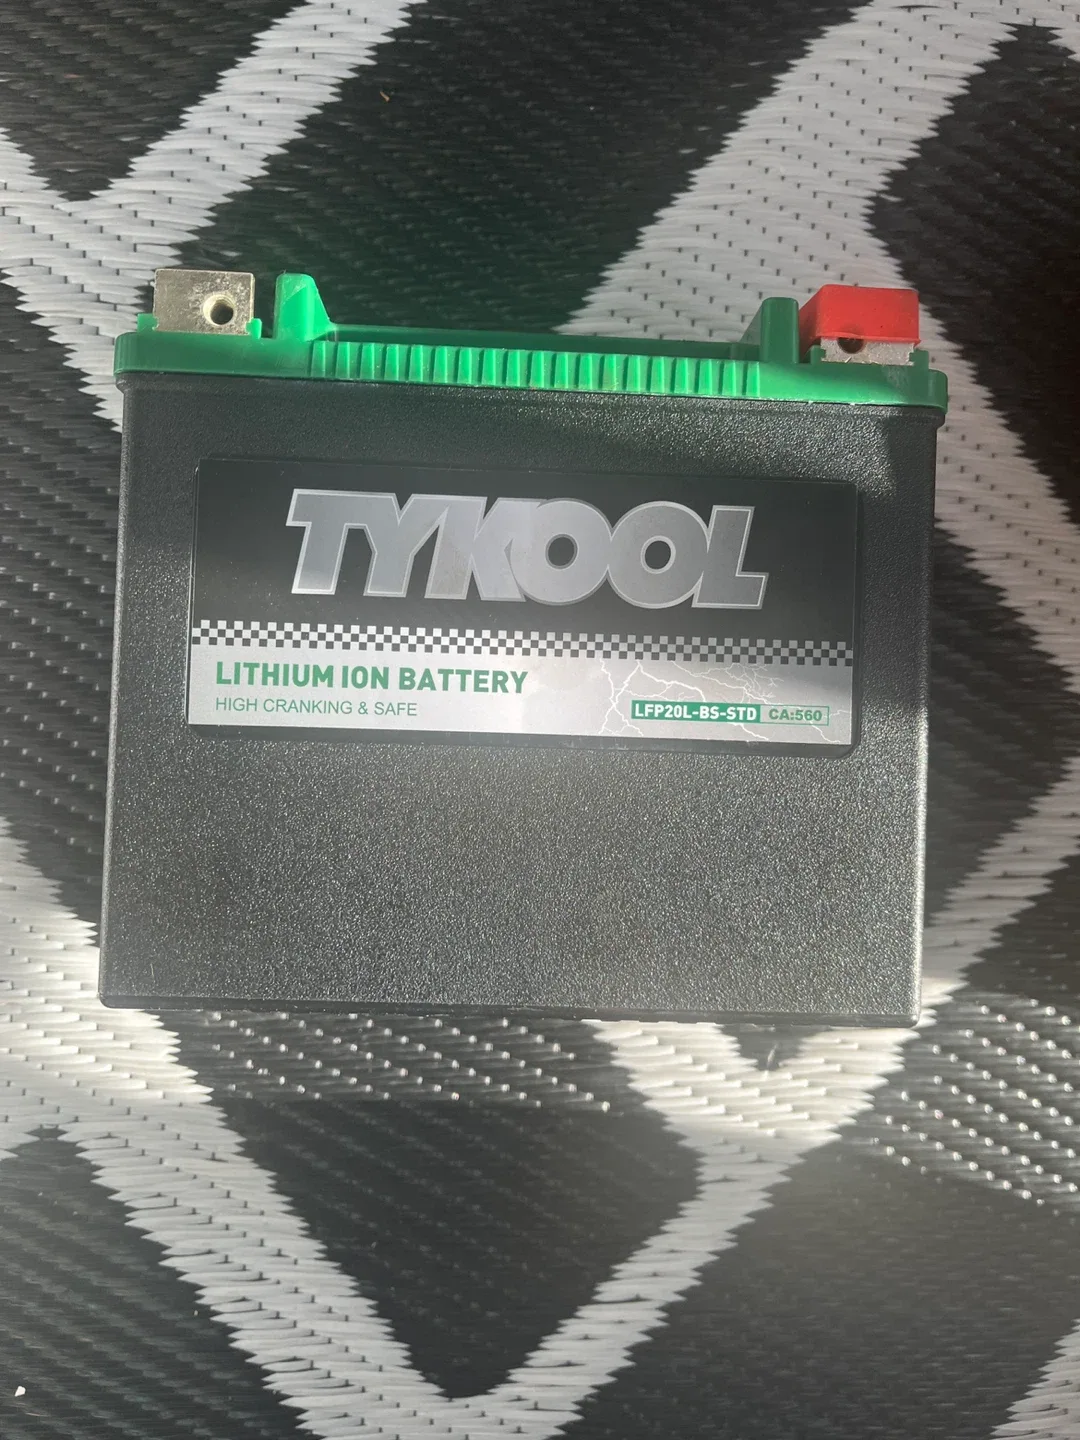 TYKOOL
LITHIUM ION BATTERY
HIGH CRANKING & SAFE
LFP20L-BS-STD CA:560